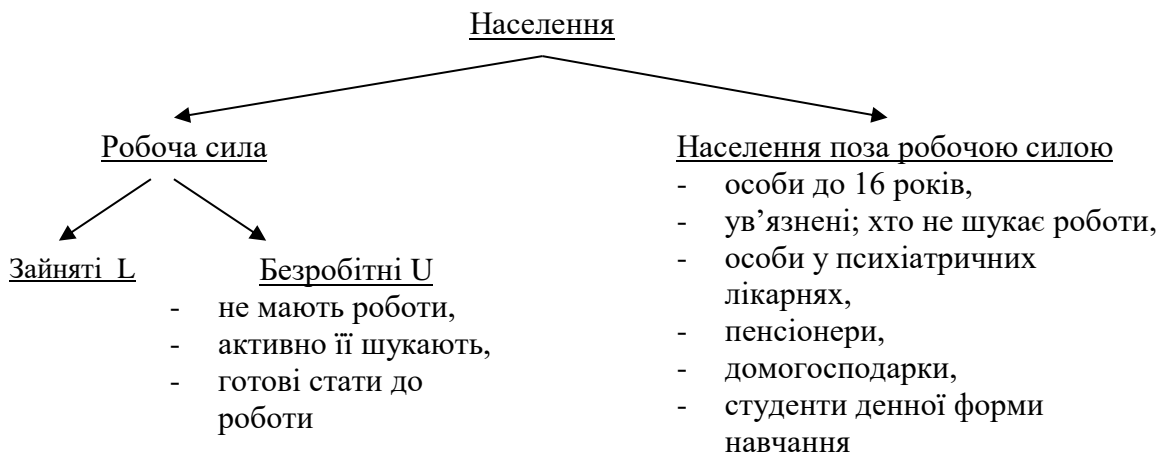 Населення
Робоча сила
Населення поза робочою силою
- особи до 16 років,
- ув’язнені; хто не шукає роботи,
- особи у психіатричних
лікарнях,
- пенсіонери,
- домогосподарки,
- студенти денної форми
навчання
Зайняті L
Безробітні U
- не мають роботи,
- активно її шукають,
- готові стати до
роботи